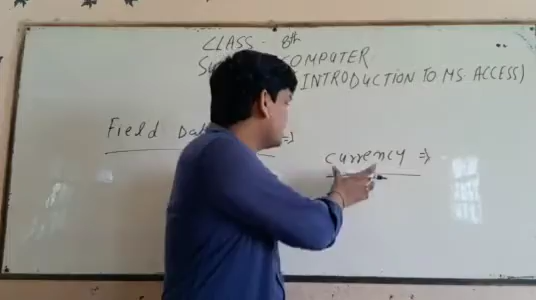 CLASS - 8th
COMPUTER
INTRODUCTION TO MS ACCESS)
Field ⇒
Currency ⇒